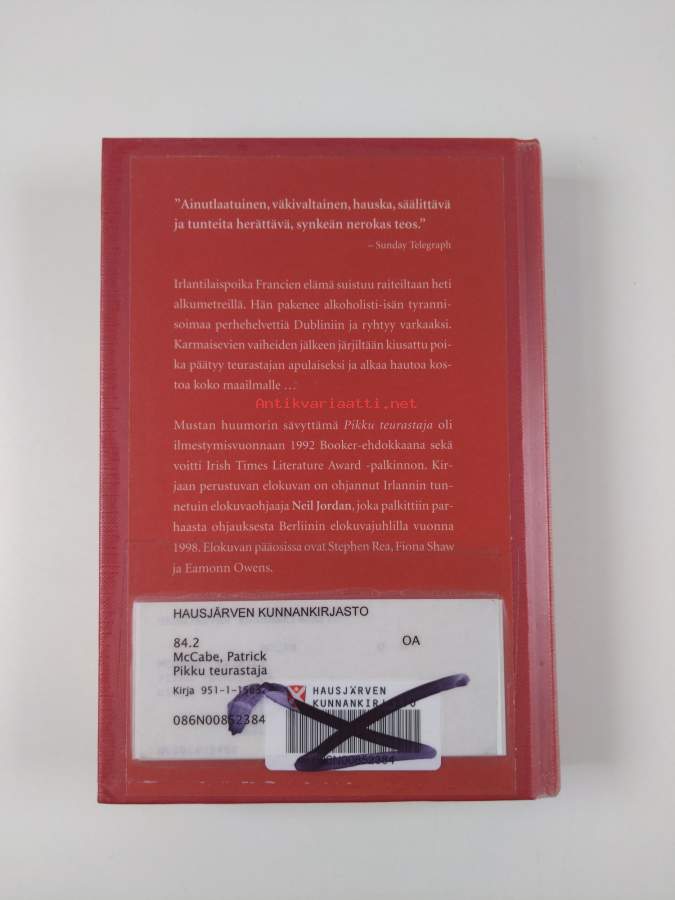 ”Ainutlaatuinen, väkivaltainen, hauska, säälittävä
ja tunteita herättävä, synkeän nerokas teos.”
– Sunday Telegraph
Irlantilaispoika Francien elämä suistuu raiteiltaan heti
alkumetreillä. Hän pakenee alkoholisti-isän tyranni-
soimaa perhehelvettiä Dubliniin ja ryhtyy varkaaksi.
Karmaisevien vaiheiden jälkeen järjiltään kiusattu poi-
ka päätyy teurastajan apulaiseksi ja alkaa hautoa kos-
toa koko maailmalle ...
Antikvariaatti.net
Mustan huumorin sävyttämä Pikku teurastaja oli
ilmestymisvuonnaan 1992 Booker-ehdokkaana sekä
voitti Irish Times Literature Award -palkinnon. Kir-
jaan perustuvan elokuvan on ohjannut Irlannin tun-
netuin elokuvaohjaaja Neil Jordan, joka palkittiin par-
haasta ohjauksesta Berliinin elokuvajuhlilla vuonna
1998. Elokuvan pääosissa ovat Stephen Rea, Fiona Shaw
ja Eamonn Owens.
HAUSJÄRVEN KUNNANKIRJASTO
84.2 OA
McCabe, Patrick
Pikku teurastaja
Kirja 951-1-
HAUSJÄRVEN
086N00852384